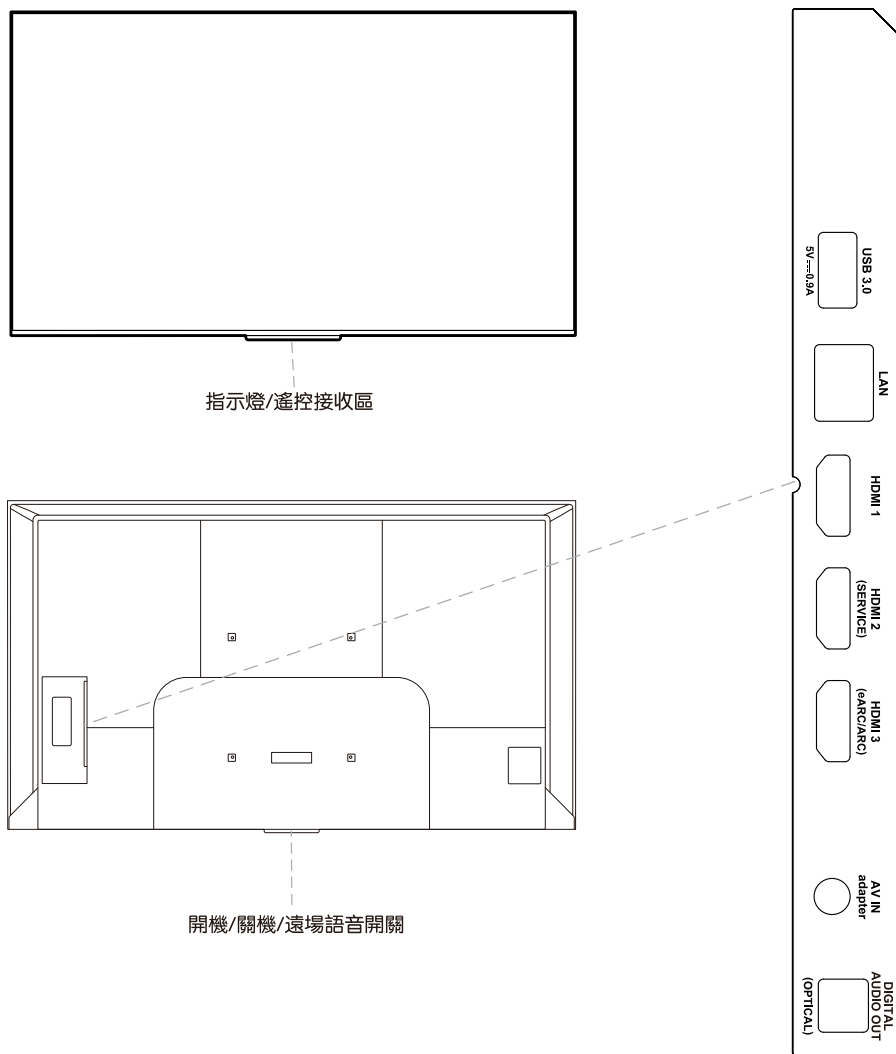 指示燈/遙控接收區
開機/關機/遠場語音開關
USB 3.0
5V⎓0.9A
LAN
HDMI 1
HDMI 2
(SERVICE)
HDMI 3
(eARC/ARC)
AV IN
adapter
DIGITAL
AUDIO OUT
(OPTICAL)